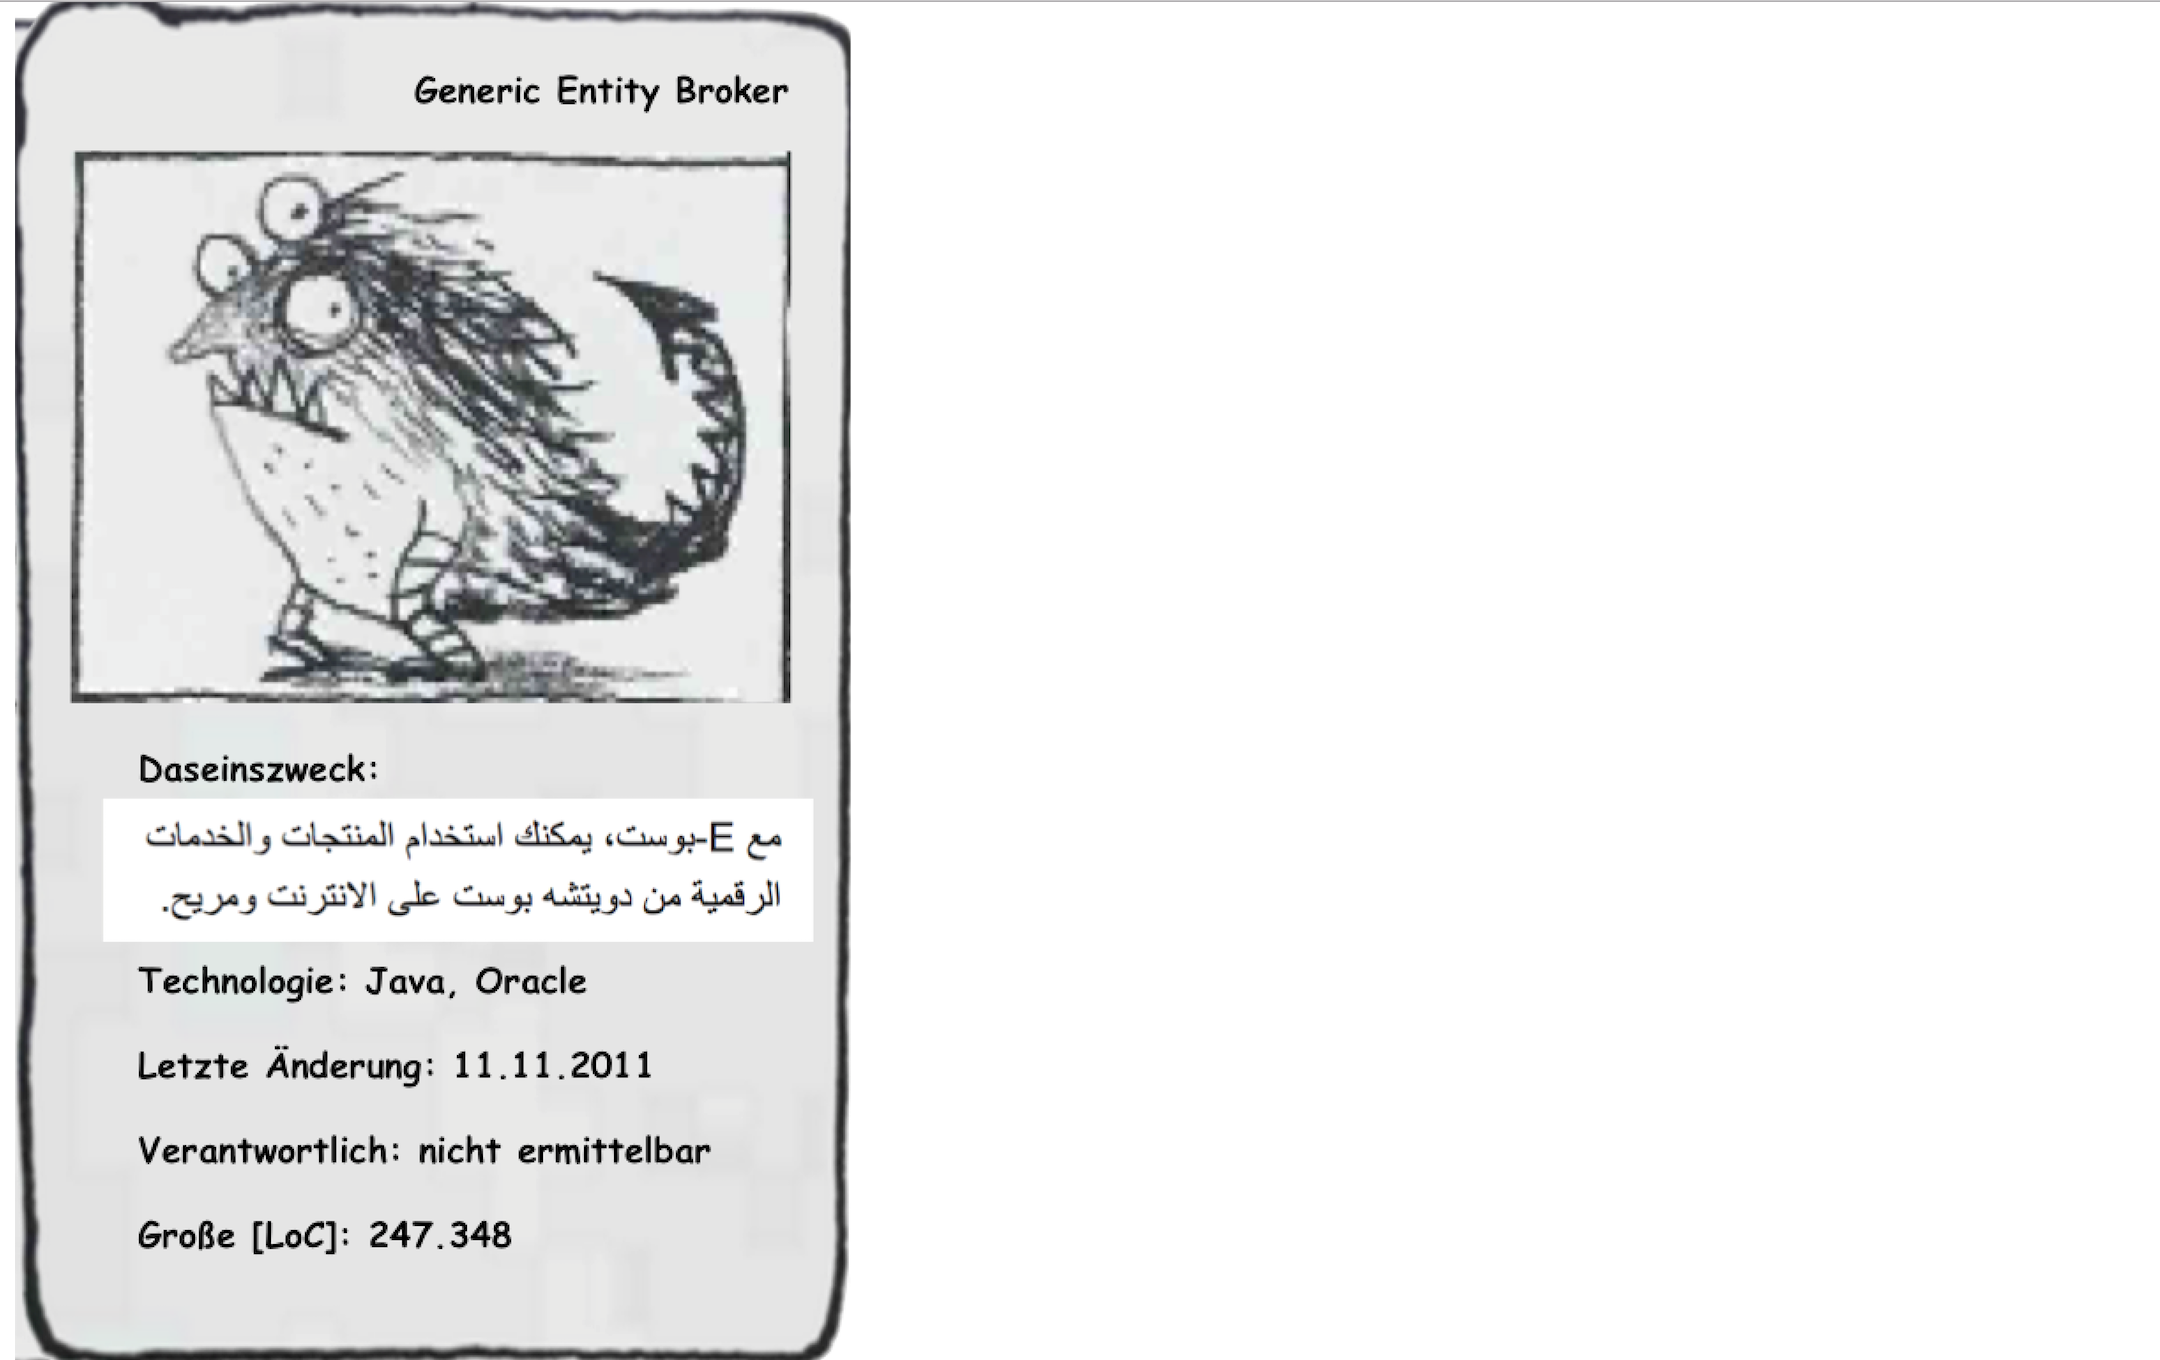 Generic Entity Broker
Daseinszweck:
مع E-بوست، يمكنك استخدام المنتجات والخدمات
الرقمية من دويتشه بوست على الانترنت ومريح.
Technologie: Java, Oracle
Letzte Änderung: 11.11.2011
Verantwortlich: nicht ermittelbar
Große [LoC]: 247.348